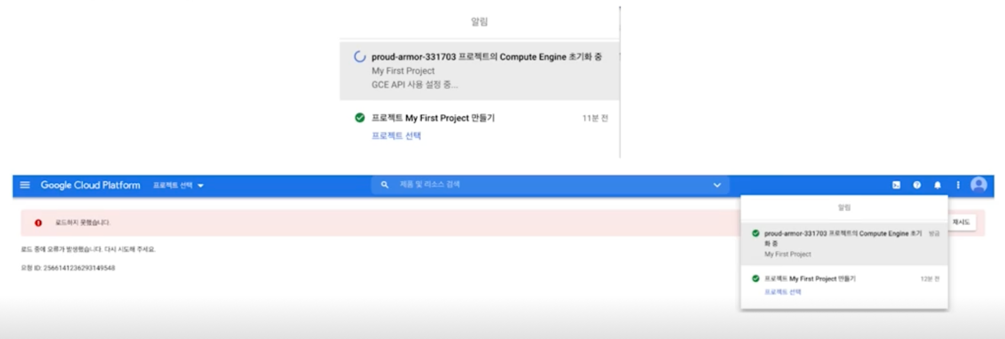 알림
proud-armor-331703 프로젝트의 Compute Engine 초기화 중
My First Project
GCE API 사용 설정 중...
프로젝트 My First Project 만들기 11분 전
프로젝트 선택
Google Cloud Platform 프로젝트 선택 제품 및 리소스 검색
알림
로드하지 못했습니다. 재시도
proud-armor-331703 프로젝트의 Compute Engine 초기 방금
화 중
My First Project
로드 중에 오류가 발생했습니다. 다시 시도해 주세요.
요청 ID: 2566141236293149548
프로젝트 My First Project 만들기 12분 전
프로젝트 선택